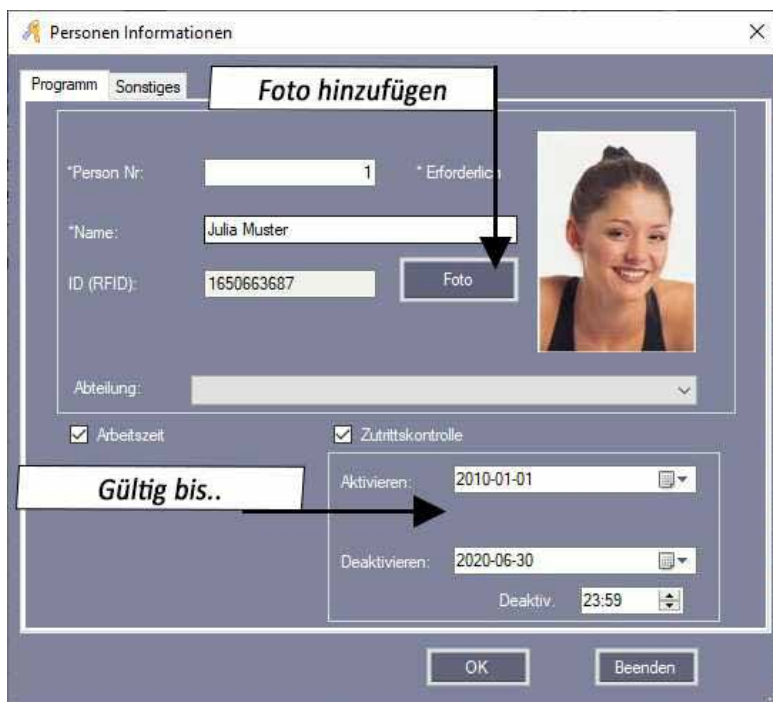 Personen Informationen
Programm Sonstiges
Foto hinzufügen
*Person Nr: 1 * Erforderlich
*Name: Julia Muster
ID (RFID): 1650663687 Foto
Abteilung:
Arbeitszeit Zutrittskontrolle
Gültig bis..
Aktivieren: 2010-01-01
Deaktivieren: 2020-06-30
Deaktiv. 23:59
OK Beenden